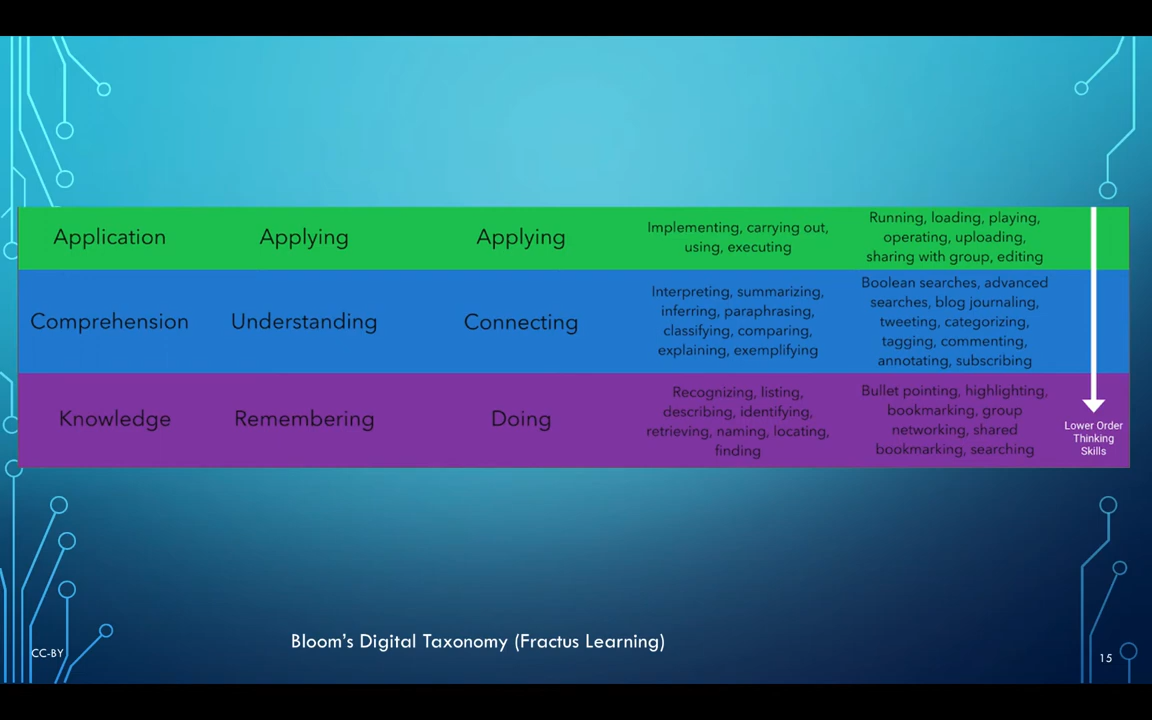 Application
Applying
Applying
Implementing, carrying out,
using, executing
Running, loading, playing,
operating, uploading,
sharing with group, editing
Comprehension
Understanding
Connecting
Interpreting, summarizing,
inferring, paraphrasing,
classifying, comparing,
explaining, exemplifying
Boolean searches, advanced
searches, blog journaling,
tweeting, categorizing,
tagging, commenting,
annotating, subscribing
Knowledge
Remembering
Doing
Recognizing, listing,
describing, identifying,
retrieving, naming, locating,
finding
Bullet pointing, highlighting,
bookmarking, group
networking, shared
bookmarking, searching
Lower Order
Thinking
Skills
Bloom’s Digital Taxonomy (Fractus Learning)
CC-BY
15